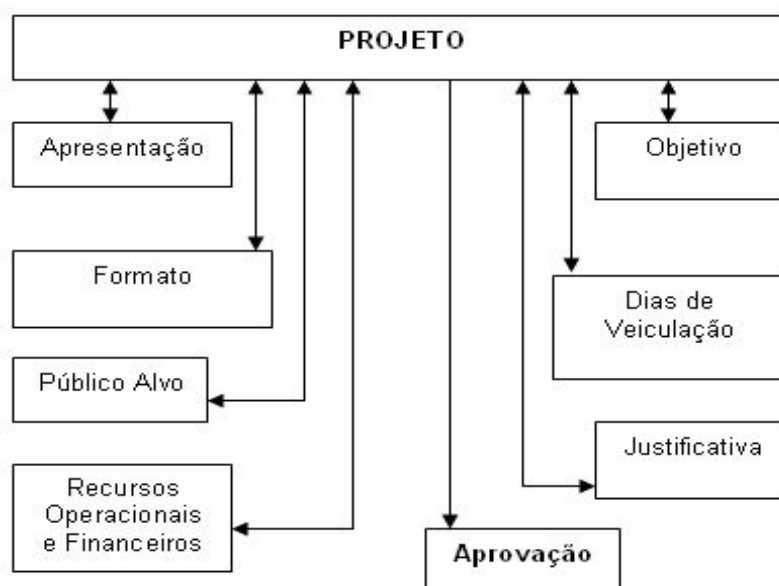 PROJETO
Apresentação
Objetivo
Formato
Dias de
Veiculação
Público Alvo
Justificativa
Recursos
Operacionais
e Financeiros
Aprovação